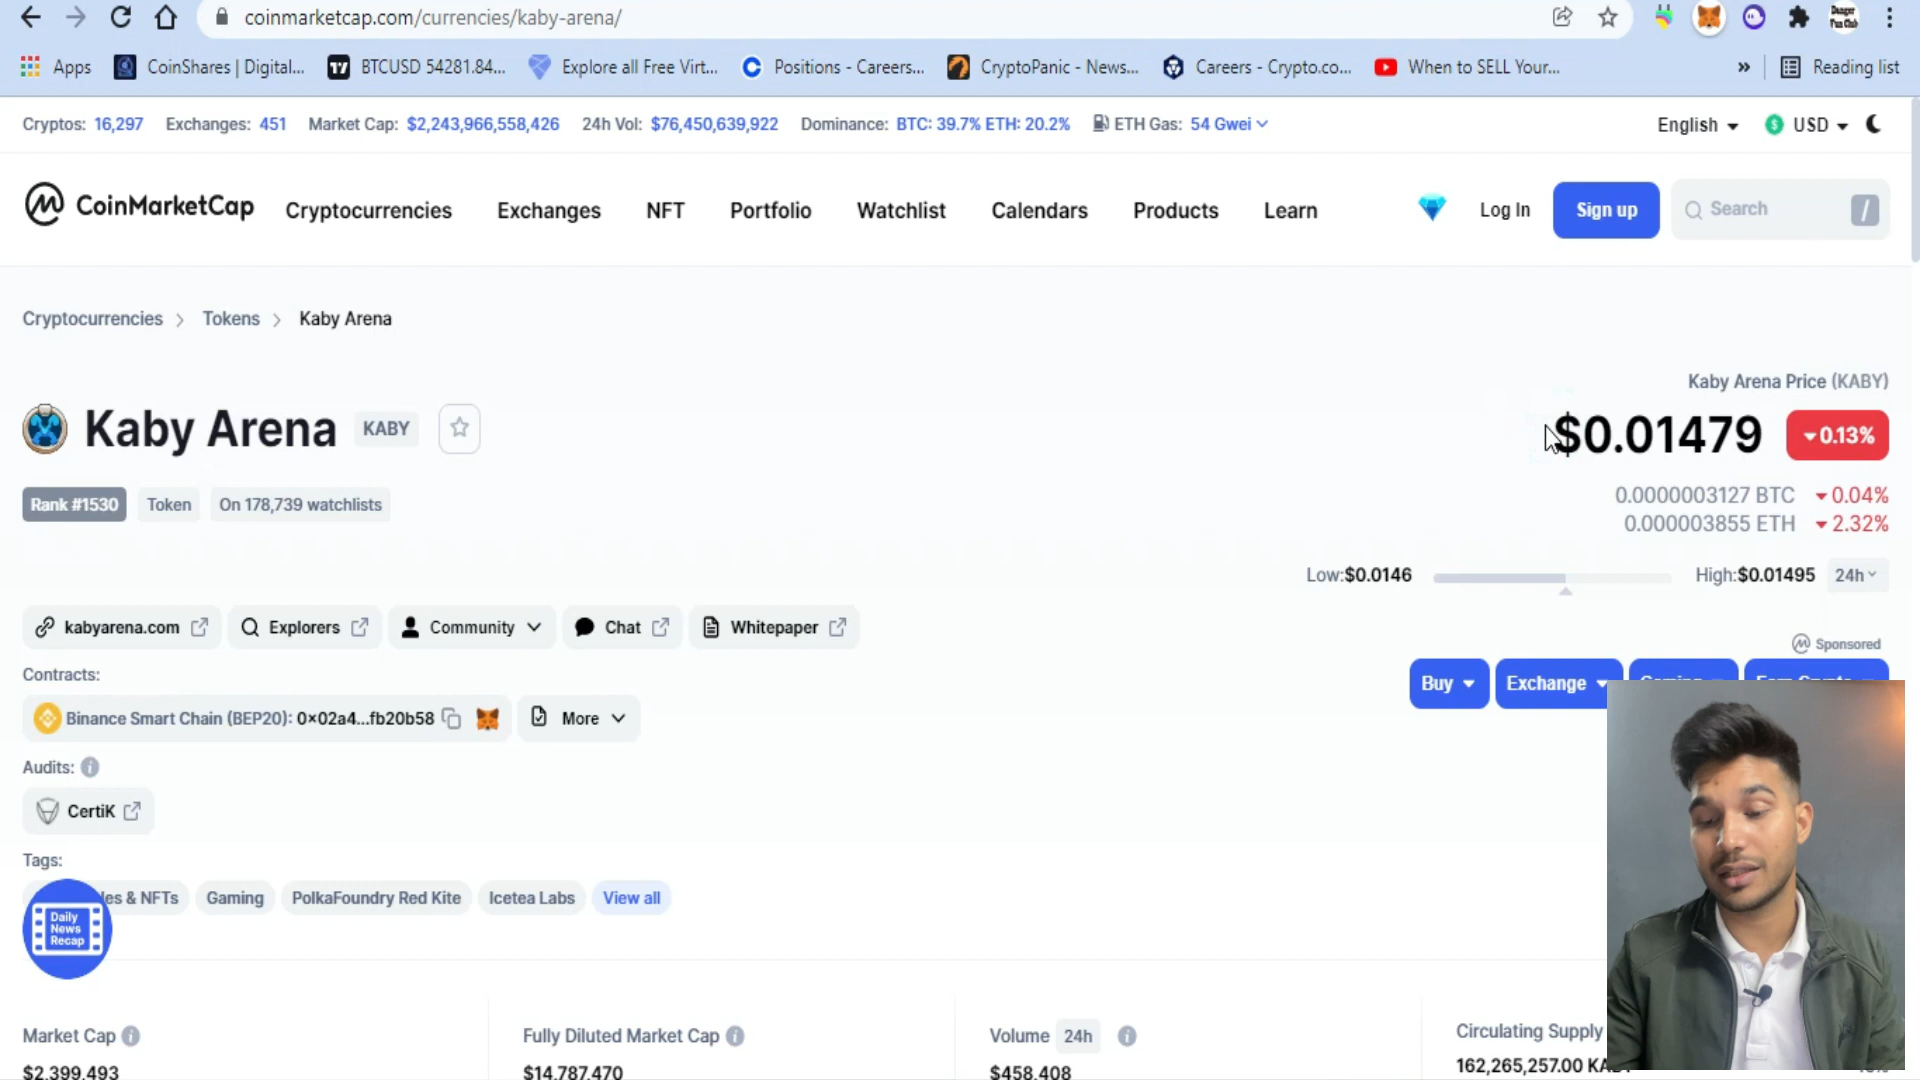 coinmarketcap.com/currencies/kaby-arena/
Danger Fun Club
Apps CoinShares | Digital... BTCUSD 54281.84... Explore all Free Virt... Positions - Careers... CryptoPanic - News... Careers - Crypto.co... When to SELL Your... » Reading list
Cryptos: 16,297 Exchanges: 451 Market Cap: $2,243,966,558,426 24h Vol: $76,450,639,922 Dominance: BTC: 39.7% ETH: 20.2% ETH Gas: 54 Gwei English USD
CoinMarketCap Cryptocurrencies Exchanges NFT Portfolio Watchlist Calendars Products Learn Log In Sign up Search /
Cryptocurrencies > Tokens > Kaby Arena
Kaby Arena Price (KABY)
Kaby Arena KABY $0.01479 0.13%
Rank #1530 Token On 178,739 watchlists 0.0000003127 BTC 0.04%
0.000003855 ETH 2.32%
Low:$0.0146 High:$0.01495 24h
kabyarena.com Explorers Community Chat Whitepaper
Sponsored
Contracts:
Buy Exchange
Binance Smart Chain (BEP20): 0×02a4...fb20b58 More
Audits:
CertiK
Tags:
les & NFTs Gaming PolkaFoundry Red Kite Icetea Labs View all
Daily
News
Recap
Market Cap Fully Diluted Market Cap Volume 24h Circulating Supply
$2,399,493 $14,787,470 $458,408 162,265,257.00